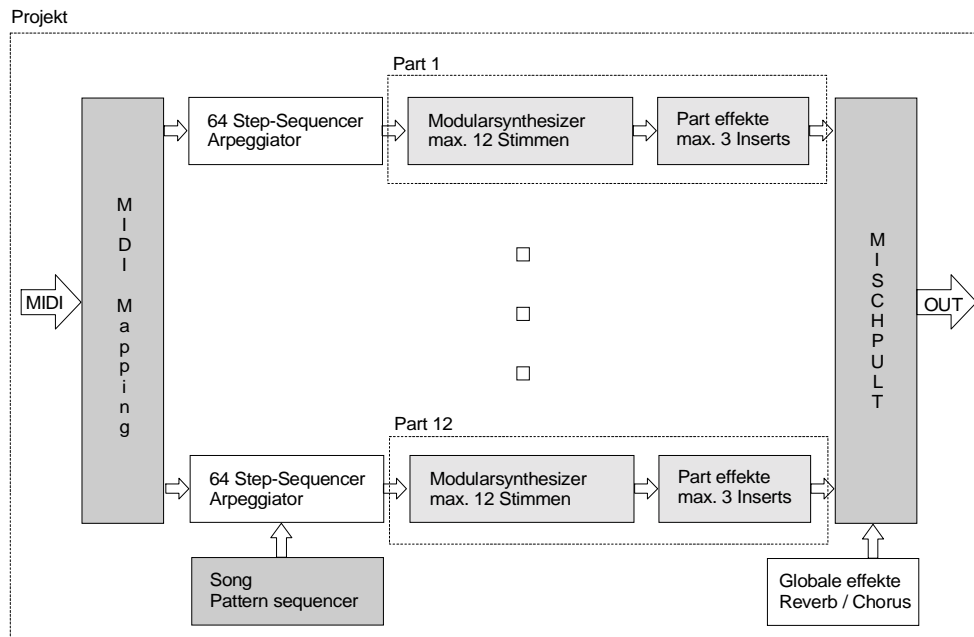 Projekt
Part 1
64 Step-Sequencer
Arpeggiator
Modularsynthesizer
max. 12 Stimmen
Part effekte
max. 3 Inserts
MIDI
MIDI Mapping
MISCHPULT
OUT
Part 12
64 Step-Sequencer
Arpeggiator
Modularsynthesizer
max. 12 Stimmen
Part effekte
max. 3 Inserts
Song
Pattern sequencer
Globale effekte
Reverb / Chorus